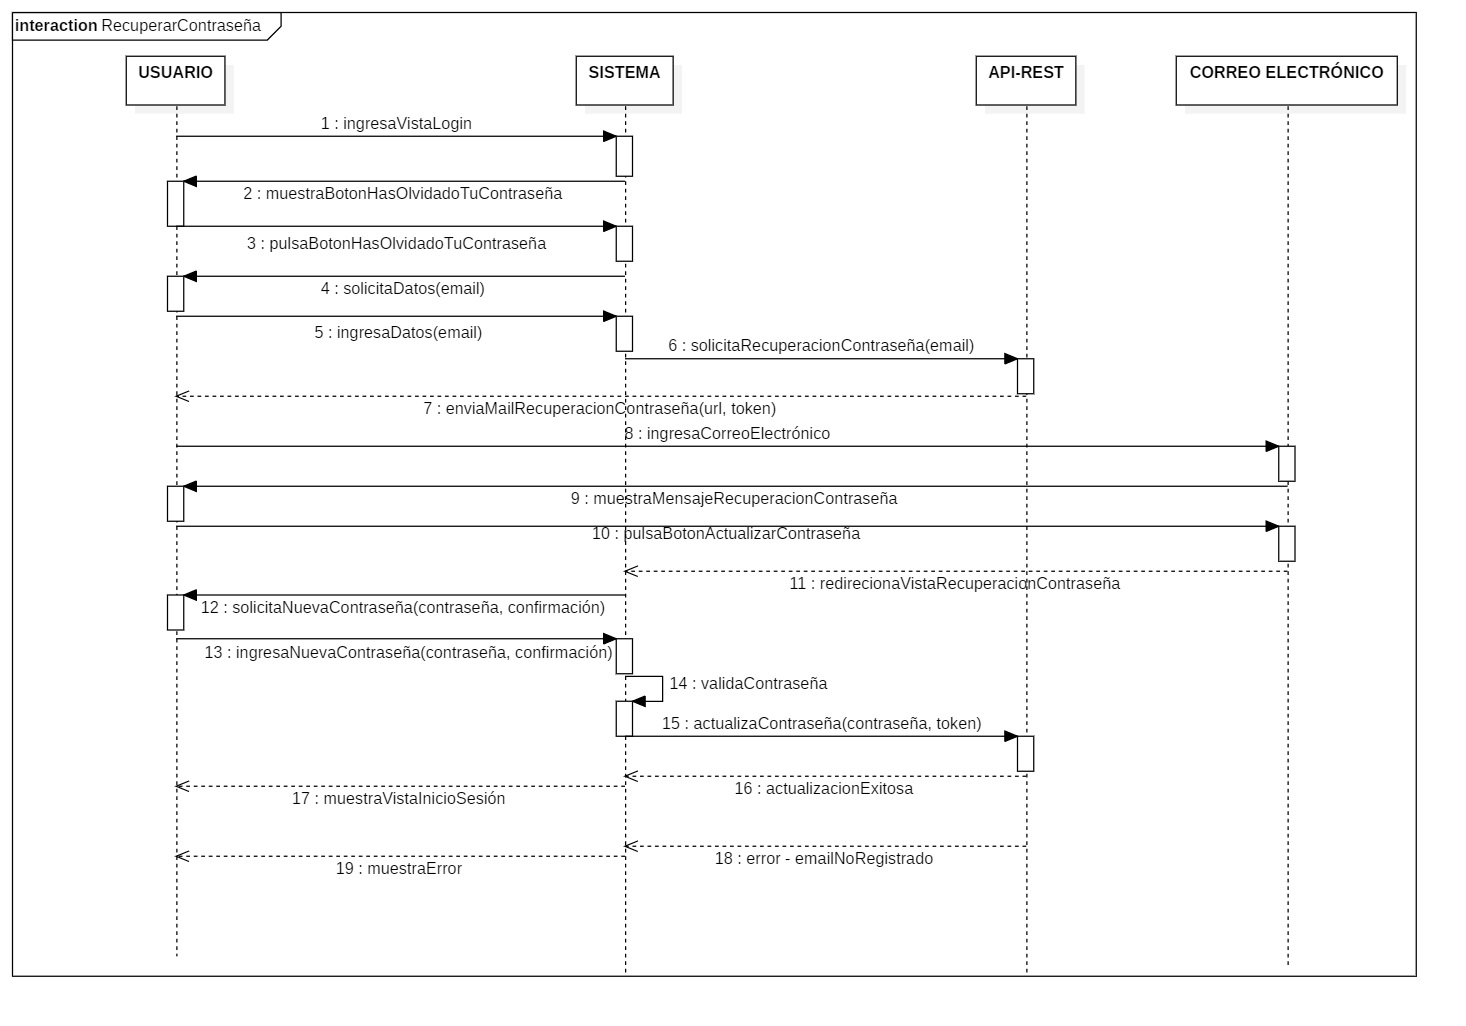 interaction RecuperarContraseña
USUARIO
SISTEMA
API-REST
CORREO ELECTRÓNICO
1 : ingresaVistaLogin
2 : muestraBotonHasOlvidadoTuContraseña
3 : pulsaBotonHasOlvidadoTuContraseña
4 : solicitaDatos(email)
5 : ingresaDatos(email)
6 : solicitaRecuperacionContraseña(email)
7 : enviaMailRecuperacionContraseña(url, token)
8 : ingresaCorreoElectrónico
9 : muestraMensajeRecuperacionContraseña
10 : pulsaBotonActualizarContraseña
11 : redirecionaVistaRecuperacionContraseña
12 : solicitaNuevaContraseña(contraseña, confirmación)
13 : ingresaNuevaContraseña(contraseña, confirmación)
14 : validaContraseña
15 : actualizaContraseña(contraseña, token)
16 : actualizacionExitosa
17 : muestraVistaInicioSesión
18 : error - emailNoRegistrado
19 : muestraError